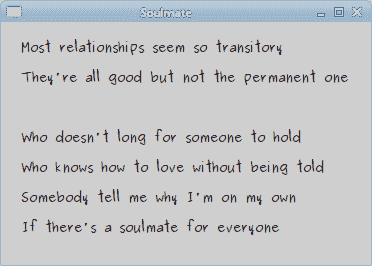 Soulmate
Most relationships seem so transitory
They're all good but not the permanent one
Who doesn't long for someone to hold
Who knows how to love without being told
Somebody tell me why I'm on my own
If there's a soulmate for everyone